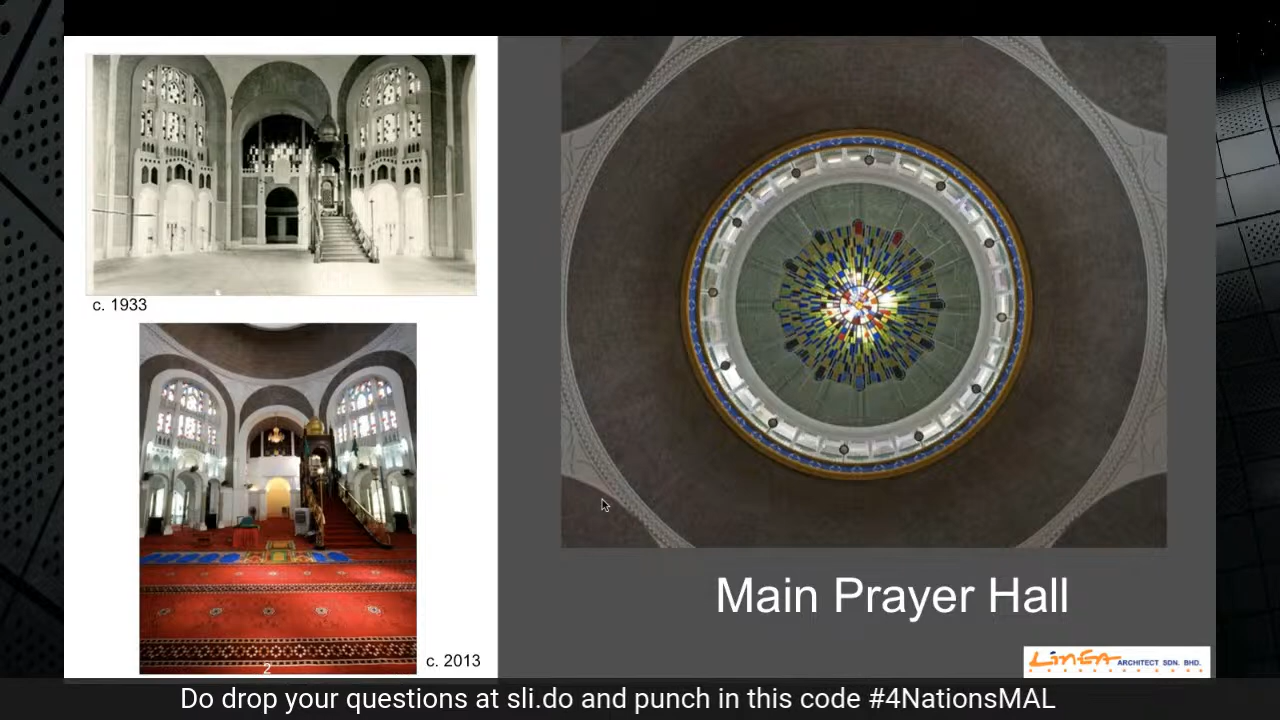 c. 1933
c. 2013
2
Main Prayer Hall
LinEA ARCHITECT SDN. BHD.
Do drop your questions at sli.do and punch in this code #4NationsMAL